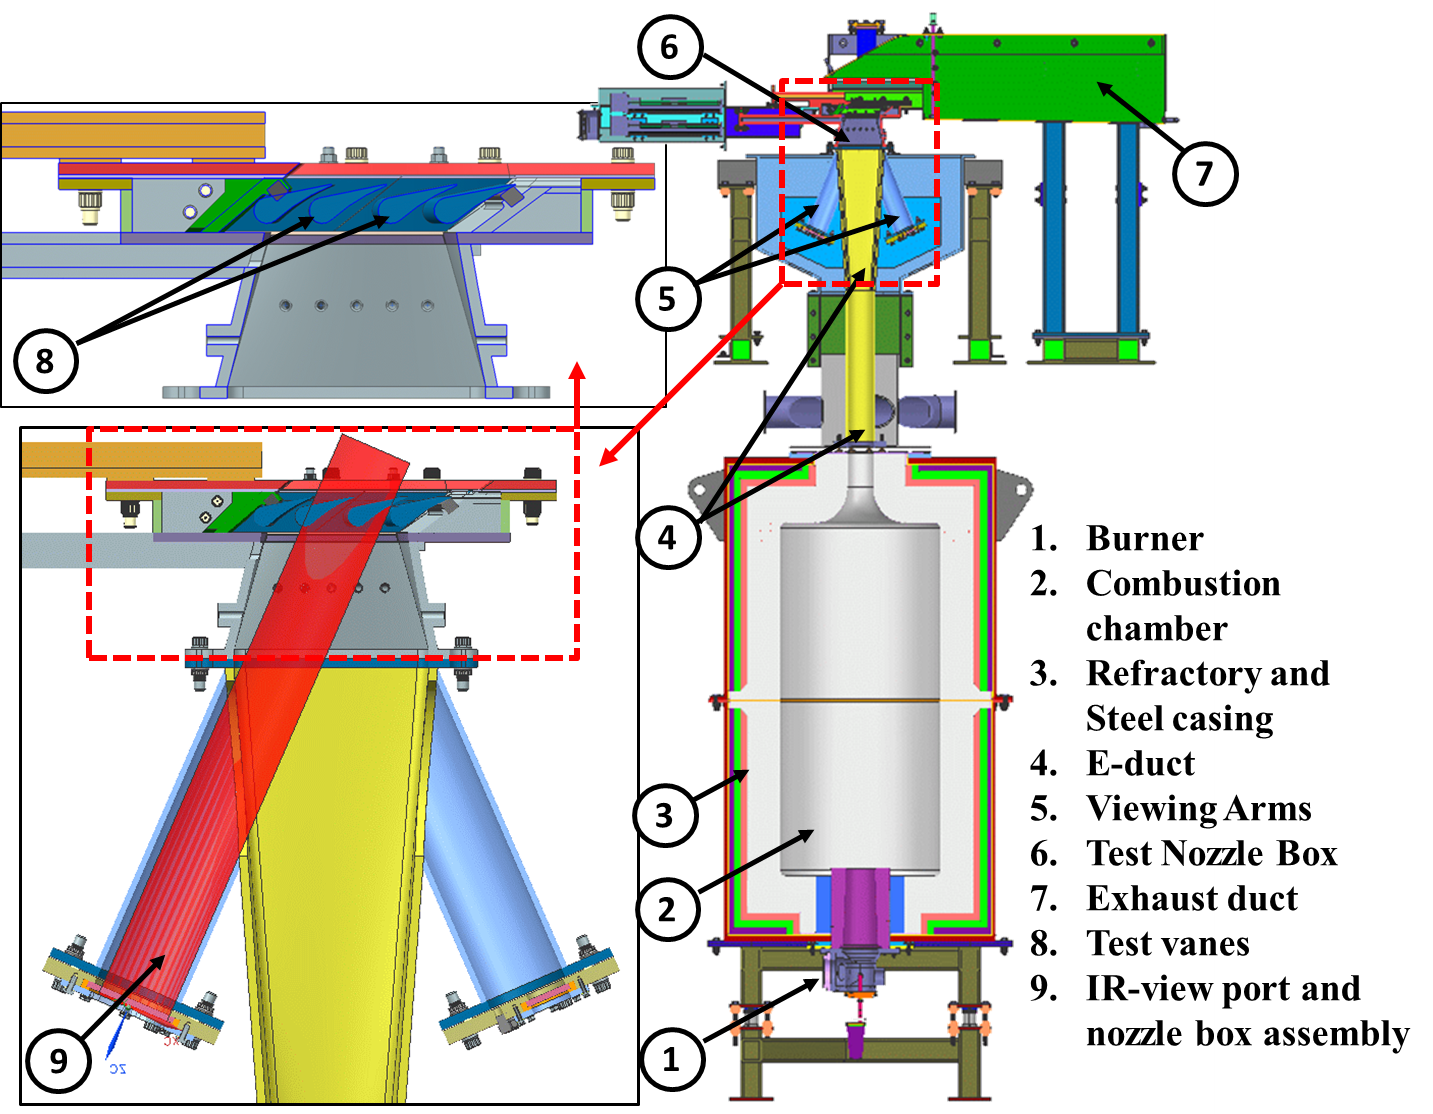 6
7
5
8
4
3
2
9
1
ZC
XC
1. Burner
2. Combustion
chamber
3. Refractory and
Steel casing
4. E-duct
5. Viewing Arms
6. Test Nozzle Box
7. Exhaust duct
8. Test vanes
9. IR-view port and
nozzle box assembly